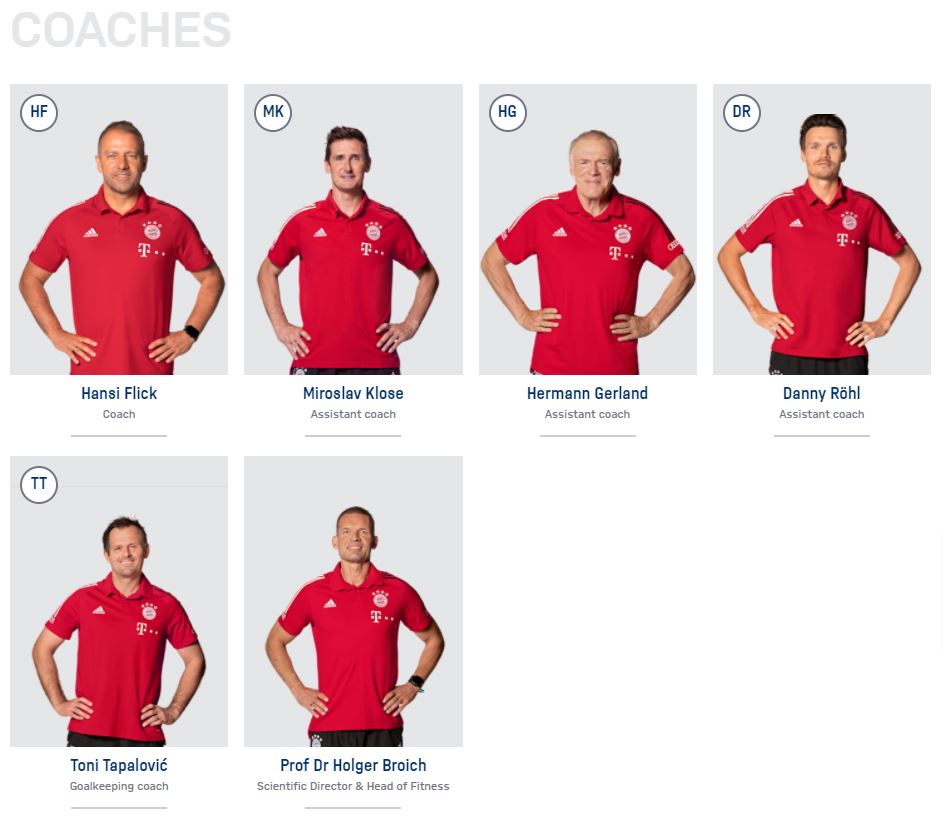 COACHES
HF
MK
HG
DR
Hansi Flick
Coach
Miroslav Klose
Assistant coach
Hermann Gerland
Assistant coach
Danny Röhl
Assistant coach
TT
Toni Tapalović
Goalkeeping coach
Prof Dr Holger Broich
Scientific Director & Head of Fitness